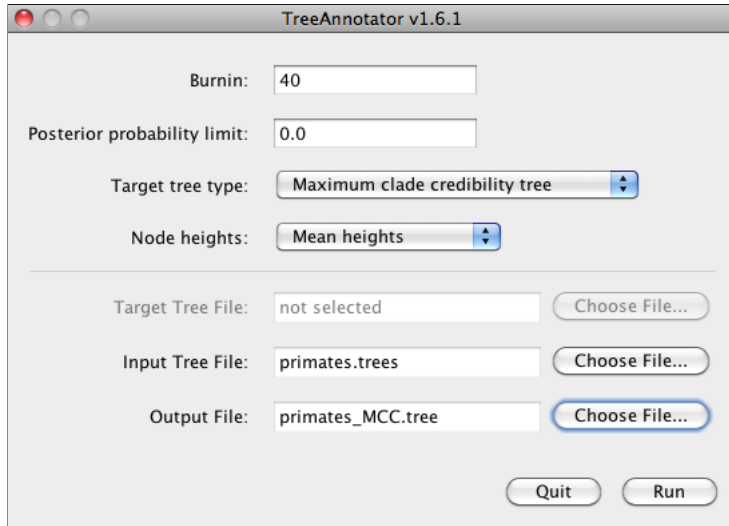 TreeAnnotator v1.6.1
Burnin: 40
Posterior probability limit: 0.0
Target tree type: Maximum clade credibility tree
Node heights: Mean heights
Target Tree File: not selected Choose File...
Input Tree File: primates.trees Choose File...
Output File: primates_MCC.tree Choose File...
Quit Run